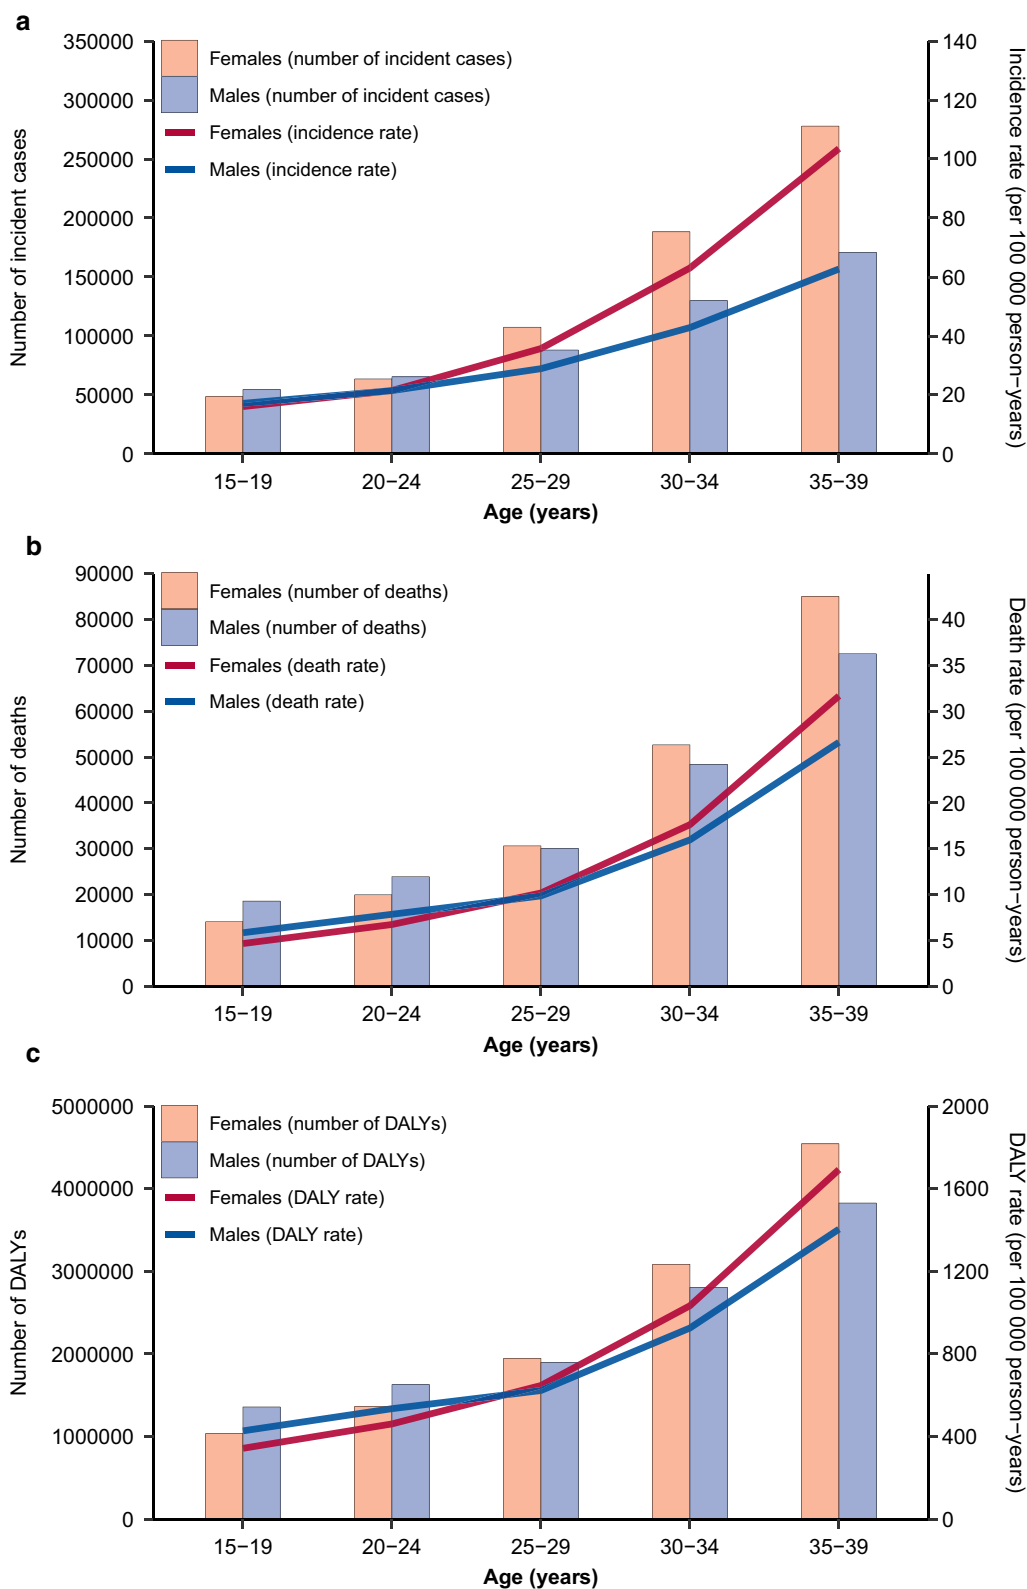 a
350000
300000
250000
200000
150000
100000
50000
0
Number of incident cases
Females (number of incident cases)
Males (number of incident cases)
Females (incidence rate)
Males (incidence rate)
140
120
100
80
60
40
20
0
Incidence rate (per 100 000 person−years)
15−19 20−24 25−29 30−34 35−39
Age (years)
b
90000
80000
70000
60000
50000
40000
30000
20000
10000
0
Number of deaths
Females (number of deaths)
Males (number of deaths)
Females (death rate)
Males (death rate)
40
35
30
25
20
15
10
5
0
Death rate (per 100 000 person−years)
15−19 20−24 25−29 30−34 35−39
Age (years)
c
5000000
4000000
3000000
2000000
1000000
0
Number of DALYs
Females (number of DALYs)
Males (number of DALYs)
Females (DALY rate)
Males (DALY rate)
2000
1600
1200
800
400
0
DALY rate (per 100 000 person−years)
15−19 20−24 25−29 30−34 35−39
Age (years)